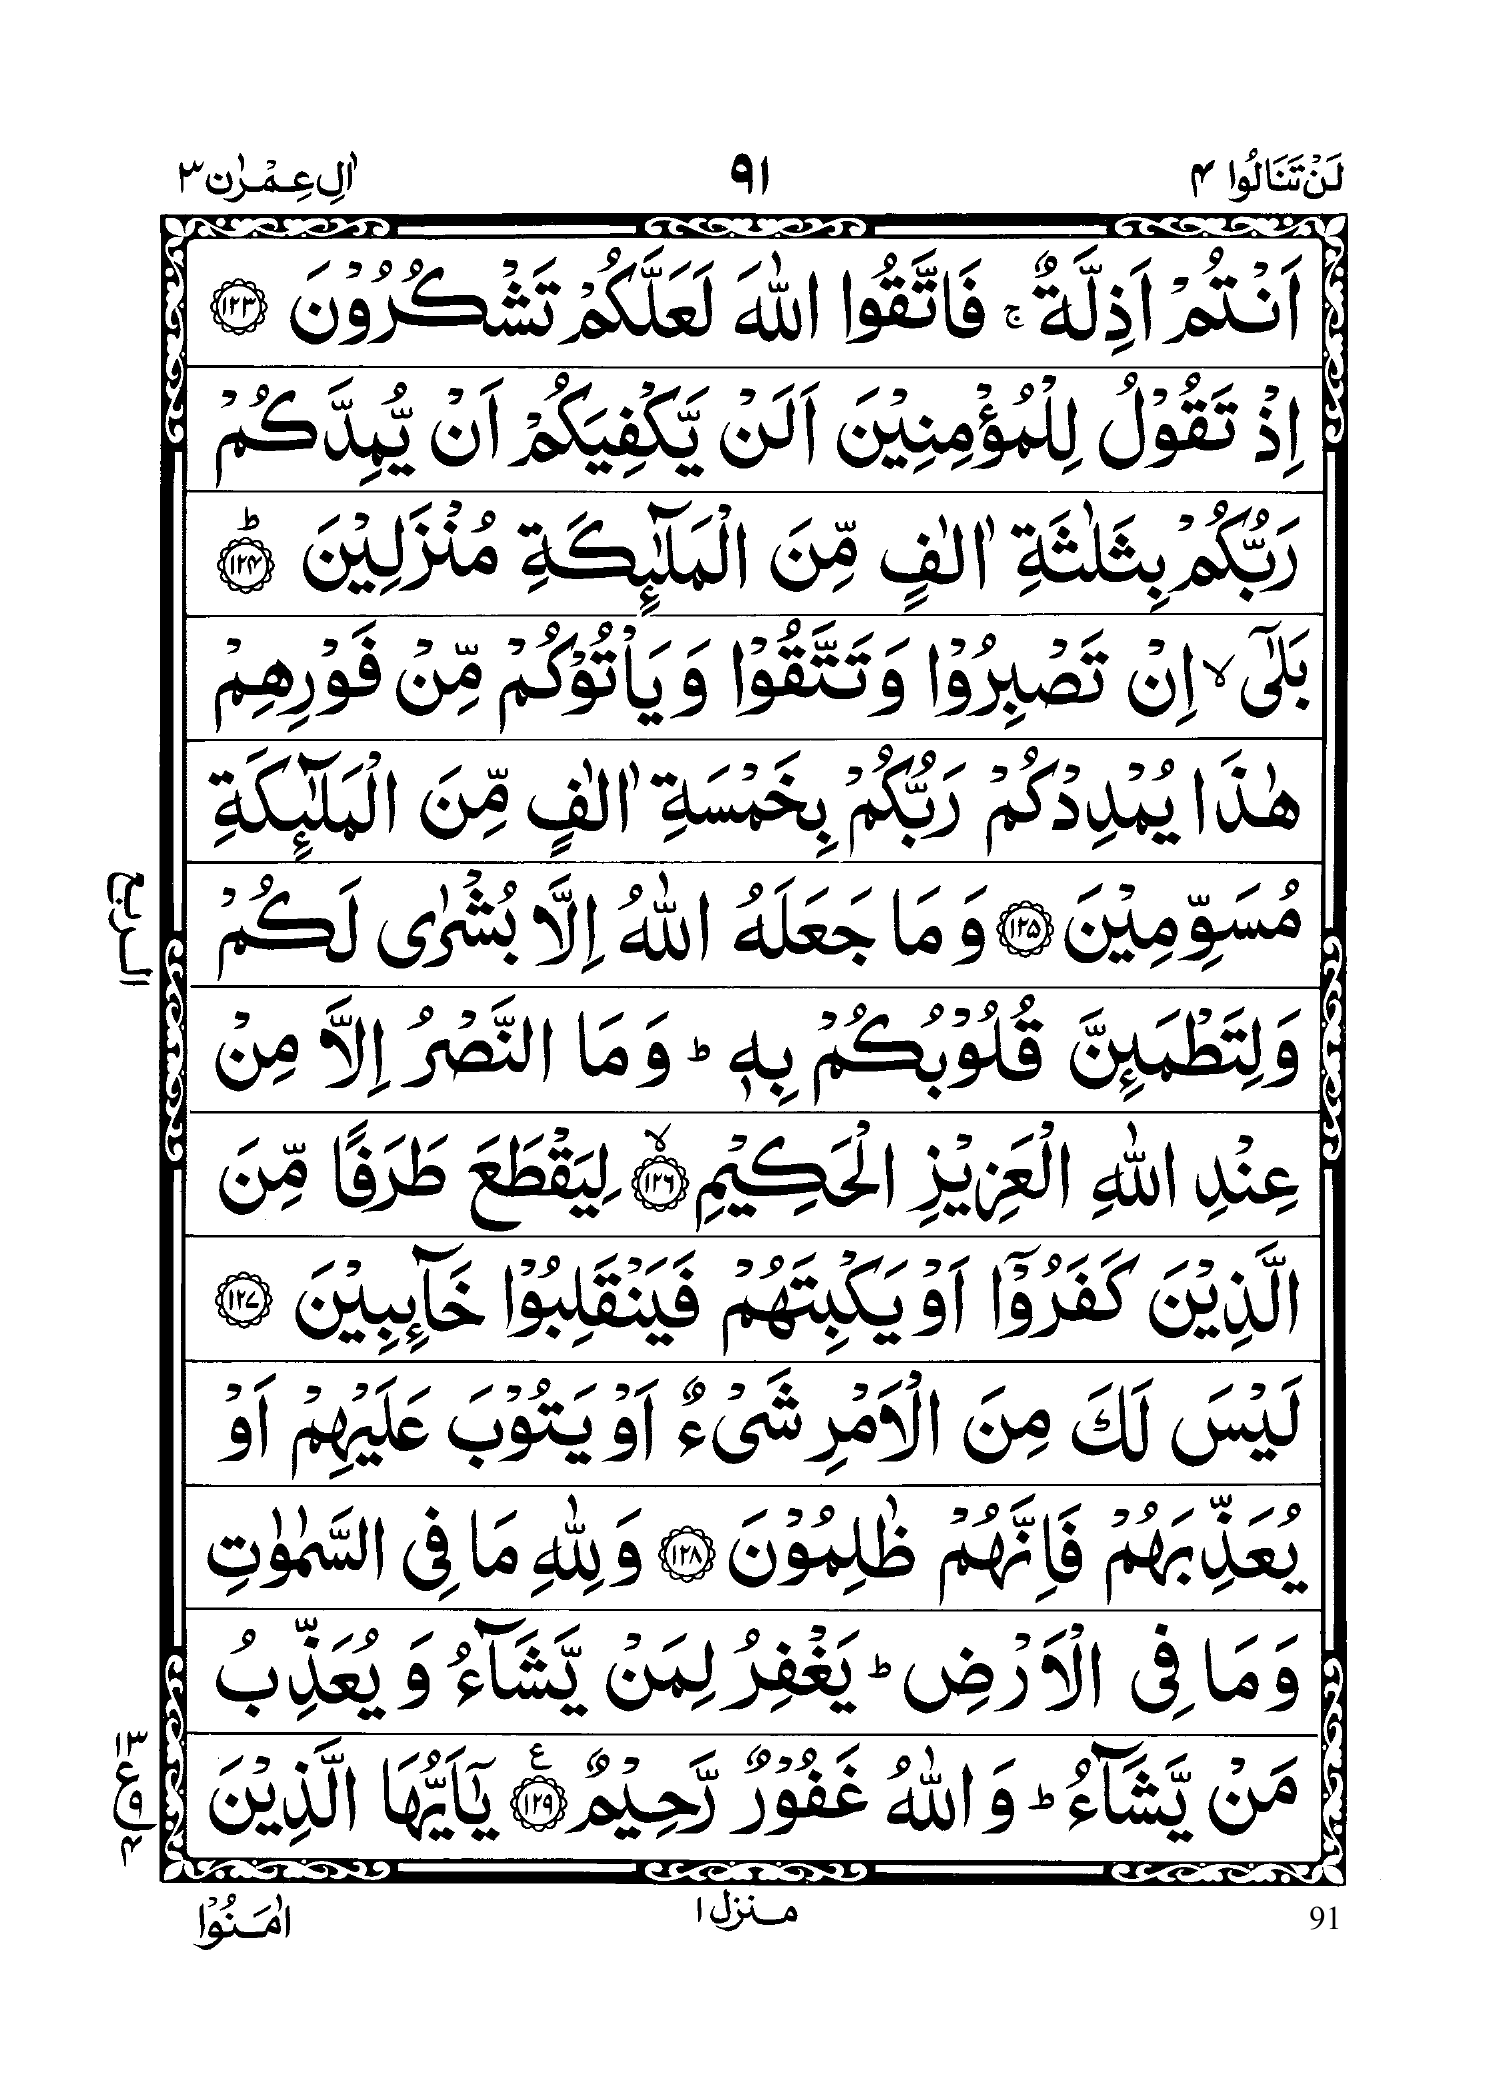 لَنْ تَنَالُوا ۴
۹۱
اٰلِ عِمْرٰن ۳
اَنْتُمْ اَذِلَّةٌ ۚ فَاتَّقُوا اللّٰهَ لَعَلَّكُمْ تَشْكُرُوْنَ ﴿۱۲۳﴾
اِذْ تَقُوْلُ لِلْمُؤْمِنِيْنَ اَلَنْ يَّكْفِيَكُمْ اَنْ يُّمِدَّكُمْ
رَبُّكُمْ بِثَلٰثَةِ اٰلٰفٍ مِّنَ الْمَلٰٓئِكَةِ مُنْزَلِيْنَ ﴿۱۲۴﴾ؕ
بَلٰٓى ۙ اِنْ تَصْبِرُوْا وَ تَتَّقُوْا وَ يَاْتُوْكُمْ مِّنْ فَوْرِهِمْ
هٰذَا يُمْدِدْكُمْ رَبُّكُمْ بِخَمْسَةِ اٰلٰفٍ مِّنَ الْمَلٰٓئِكَةِ
مُسَوِّمِيْنَ ﴿۱۲۵﴾ وَ مَا جَعَلَهُ اللّٰهُ اِلَّا بُشْرٰى لَكُمْ
وَلِتَطْمَئِنَّ قُلُوْبُكُمْ بِهٖ ؕ وَ مَا النَّصْرُ اِلَّا مِنْ
عِنْدِ اللّٰهِ الْعَزِيْزِ الْحَكِيْمِ ﴿۱۲۶﴾ۙ لِيَقْطَعَ طَرَفًا مِّنَ
الَّذِيْنَ كَفَرُوْۤا اَوْ يَكْبِتَهُمْ فَيَنْقَلِبُوْا خَآئِبِيْنَ ﴿۱۲۷﴾
لَيْسَ لَكَ مِنَ الْاَمْرِ شَىْءٌ اَوْ يَتُوْبَ عَلَيْهِمْ اَوْ
يُعَذِّبَهُمْ فَاِنَّهُمْ ظٰلِمُوْنَ ﴿۱۲۸﴾ وَ لِلّٰهِ مَا فِى السَّمٰوٰتِ
وَ مَا فِى الْاَرْضِ ؕ يَغْفِرُ لِمَنْ يَّشَآءُ وَ يُعَذِّبُ
مَنْ يَّشَآءُ ؕ وَ اللّٰهُ غَفُوْرٌ رَّحِيْمٌ ﴿۱۲۹﴾ ع يٰۤاَيُّهَا الَّذِيْنَ
الربع
۱۳
ع
۹
۴
اٰمَنُوْا
منزل ۱
91